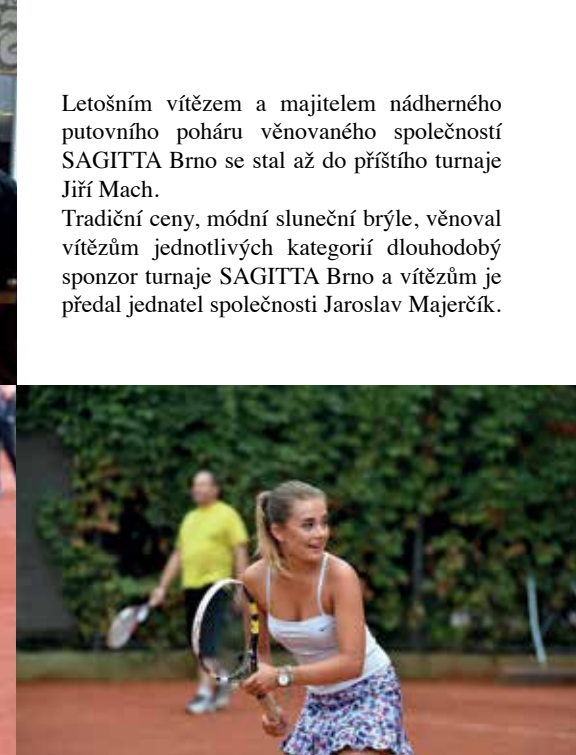 Letošním vítězem a majitelem nádherného
putovního poháru věnovaného společností
SAGITTA Brno se stal až do příštího turnaje
Jiří Mach.
Tradiční ceny, módní sluneční brýle, věnoval
vítězům jednotlivých kategorií dlouhodobý
sponzor turnaje SAGITTA Brno a vítězům je
předal jednatel společnosti Jaroslav Majerčík.